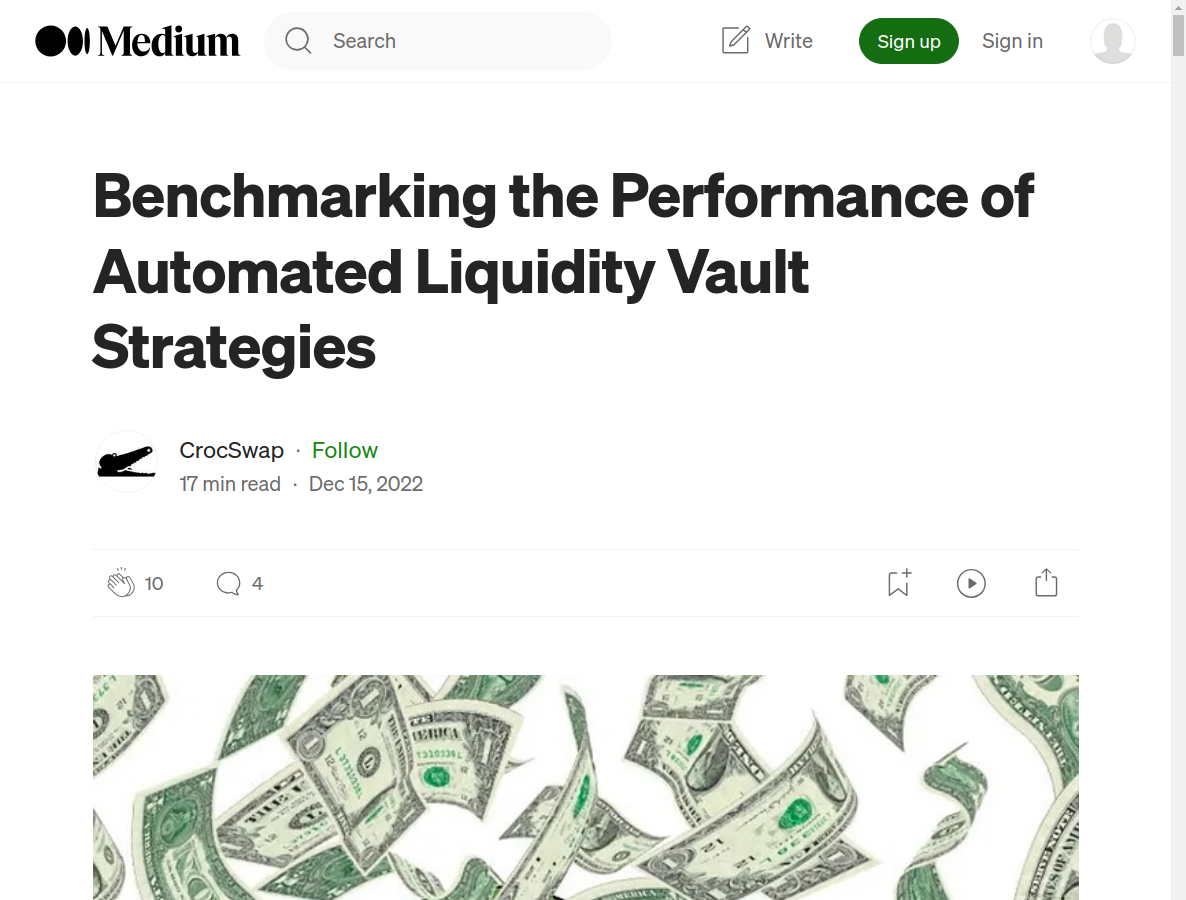 Medium
Search
Write
Sign up
Sign in
Benchmarking the Performance of
Automated Liquidity Vault
Strategies
CrocSwap · Follow
17 min read · Dec 15, 2022
10
4